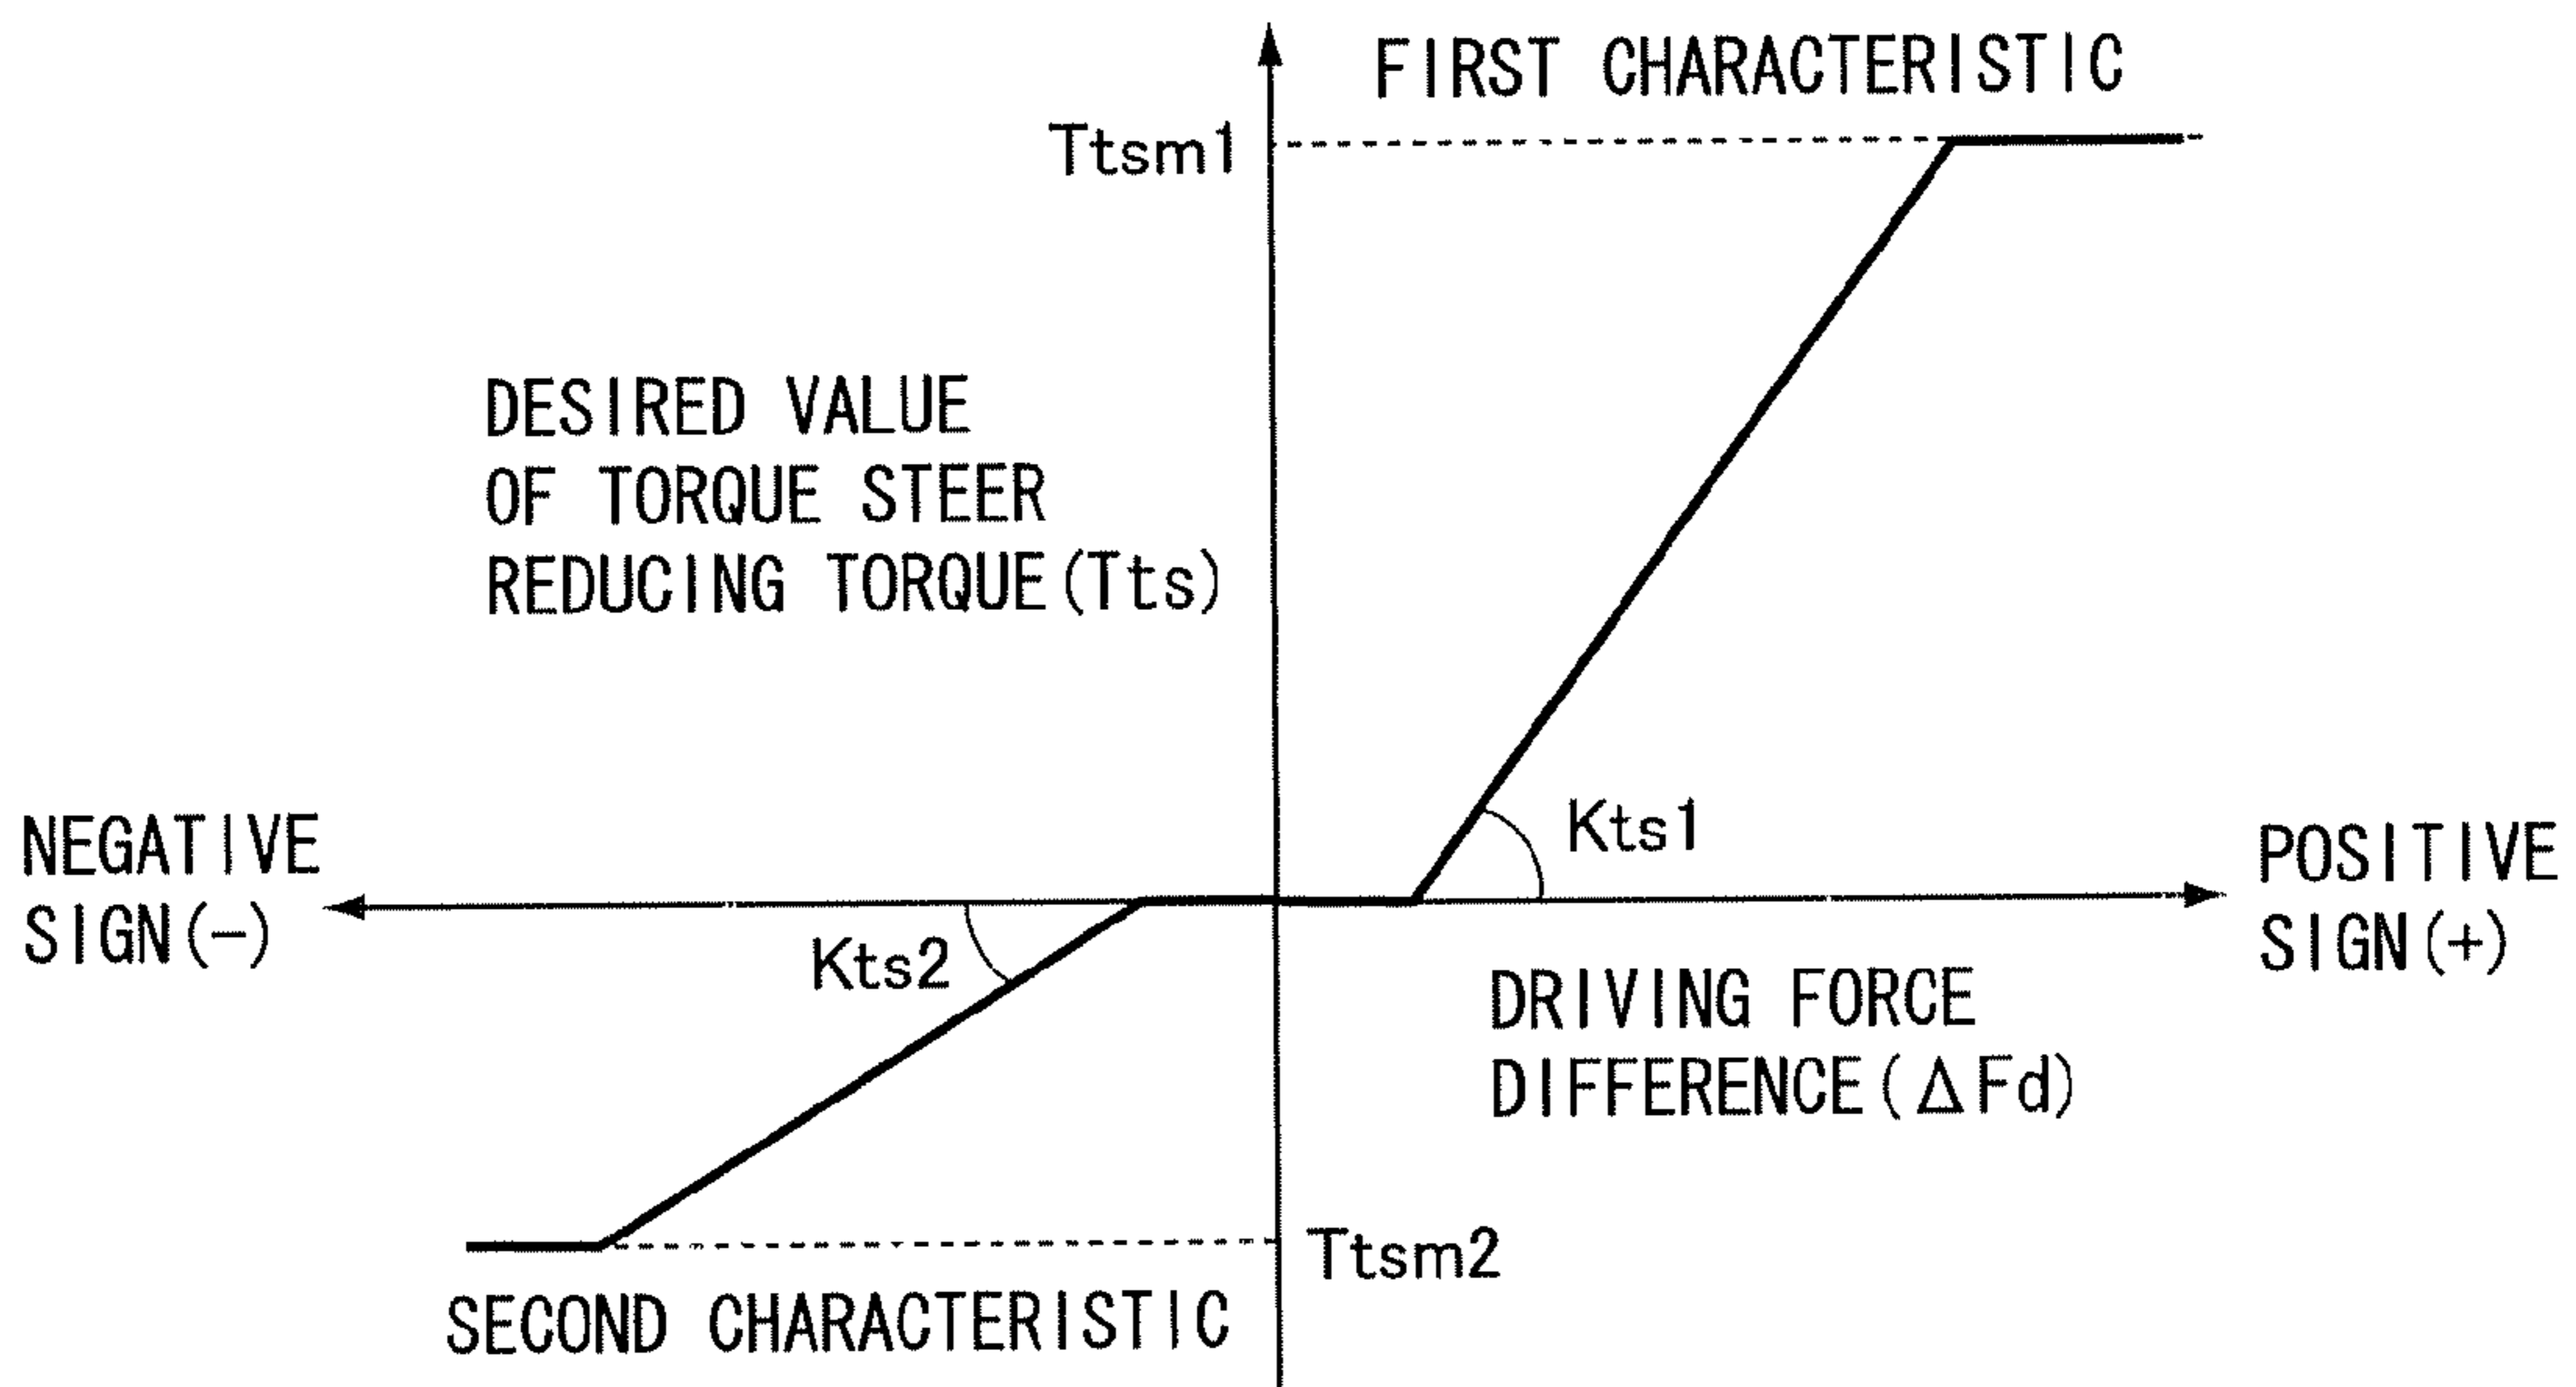 FIRST CHARACTERISTIC
Ttsm1
DESIRED VALUE
OF TORQUE STEER
REDUCING TORQUE(Tts)
Kts1
NEGATIVE
SIGN(-)
POSITIVE
SIGN(+)
Kts2
DRIVING FORCE
DIFFERENCE(ΔFd)
Ttsm2
SECOND CHARACTERISTIC